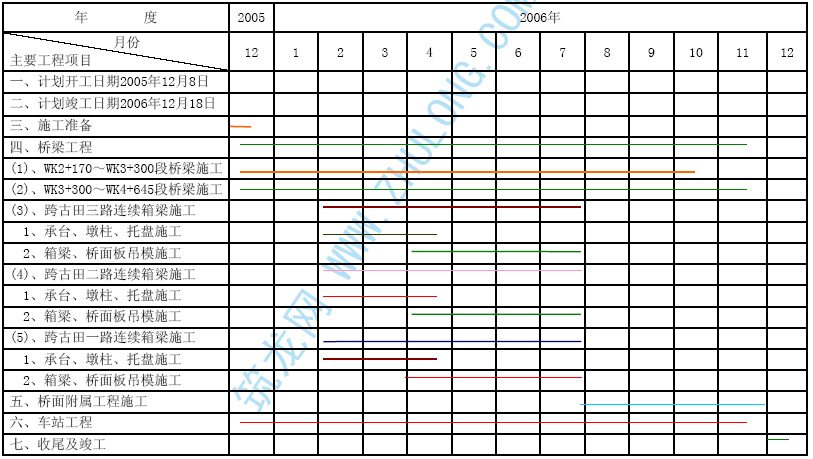 年 度 2005 2006年
月份
主要工程项目 12 1 2 3 4 5 6 7 8 9 10 11 12
一、计划开工日期2005年12月8日
二、计划竣工日期2006年12月18日
三、施工准备
四、桥梁工程
(1)、WK2+170～WK3+300段桥梁施工
(2)、WK3+300～WK4+645段桥梁施工
(3)、跨古田三路连续箱梁施工
1、承台、墩柱、托盘施工
2、箱梁、桥面板吊模施工
(4)、跨古田二路连续箱梁施工
1、承台、墩柱、托盘施工
2、箱梁、桥面板吊模施工
(5)、跨古田一路连续箱梁施工
1、承台、墩柱、托盘施工
2、箱梁、桥面板吊模施工
五、桥面附属工程施工
六、车站工程
七、收尾及竣工
筑龙网 WWW.ZHULONG.COM